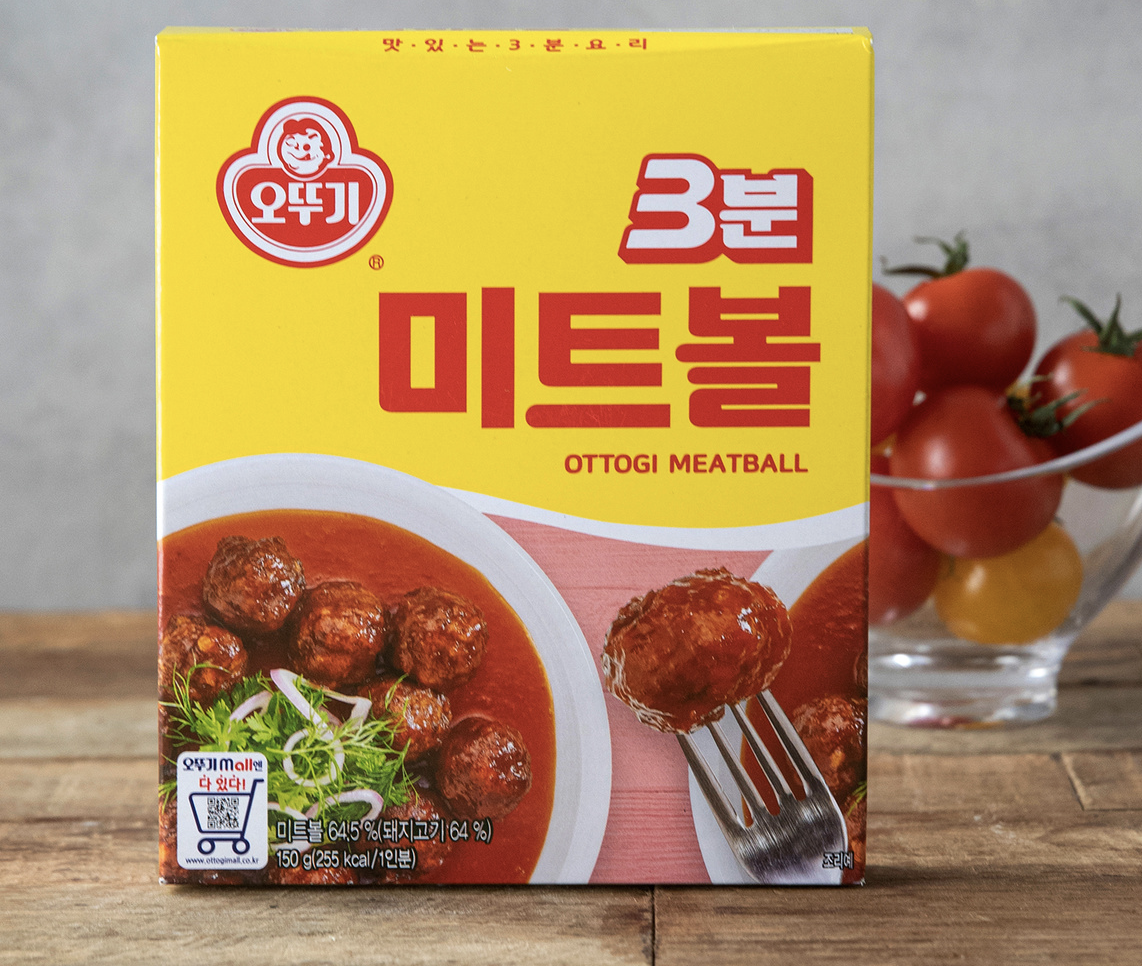 맛·있·는·3·분·요·리
오뚜기
®
3분
미트볼
OTTOGI MEATBALL
오뚜기 mall엔
다 있다!
www.ottogimall.co.kr
미트볼 64.5 %(돼지고기 64 %)
150 g(255 kcal/1인분)
조리예